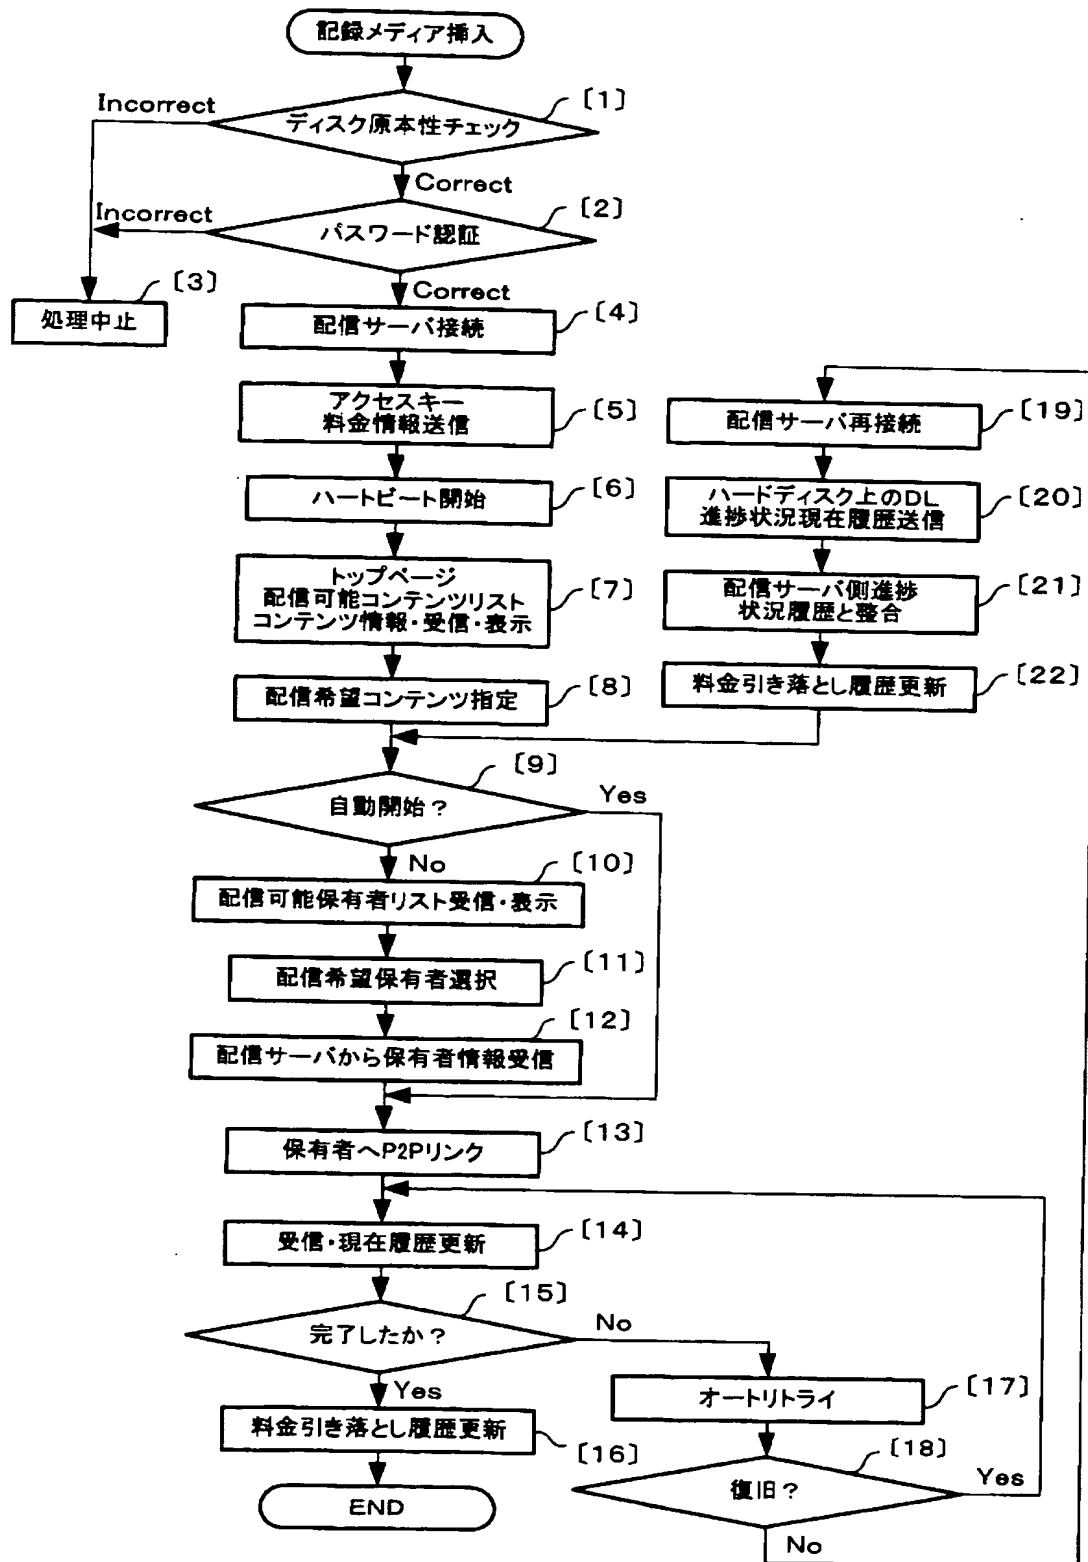 記録メディア挿入
Incorrect
ディスク原本性チェック
[1]
Correct
Incorrect
パスワード認証
[2]
Correct
[3]
処理中止
配信サーバ接続
[4]
アクセスキー
料金情報送信
[5]
ハートビート開始
[6]
トップページ
配信可能コンテンツリスト
コンテンツ情報・受信・表示
[7]
配信希望コンテンツ指定
[8]
配信サーバ再接続
[19]
ハードディスク上のDL
進捗状況現在履歴送信
[20]
配信サーバ側進捗
状況履歴と整合
[21]
料金引き落とし履歴更新
[22]
自動開始?
[9]
Yes
No
配信可能保有者リスト受信・表示
[10]
配信希望保有者選択
[11]
配信サーバから保有者情報受信
[12]
保有者へP2Pリンク
[13]
受信・現在履歴更新
[14]
完了したか?
[15]
No
Yes
料金引き落とし履歴更新
[16]
END
オートリトライ
[17]
復旧?
[18]
Yes
No